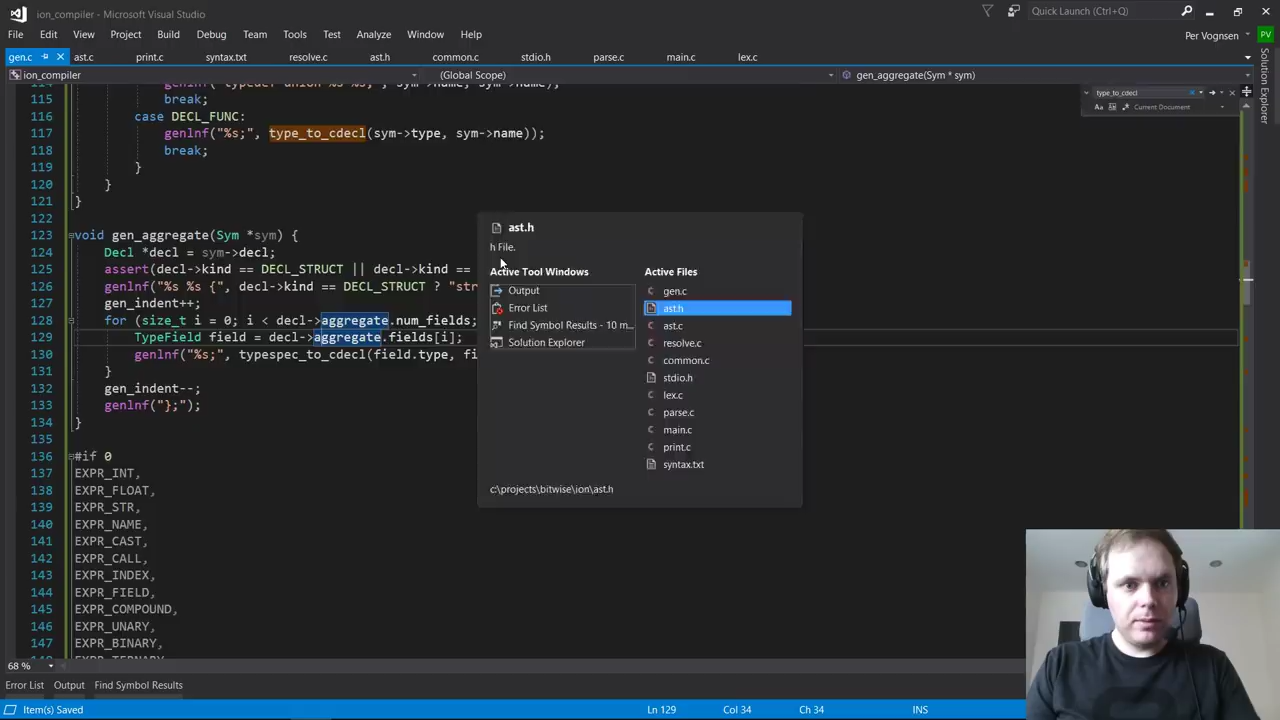 ion_compiler - Microsoft Visual Studio
Quick Launch (Ctrl+Q)
File Edit View Project Build Debug Team Tools Test Analyze Window Help
Per Vognsen
PV
gen.c ast.c print.c syntax.txt resolve.c ast.h common.c stdio.h parse.c main.c lex.c
ion_compiler
(Global Scope)
gen_aggregate(Sym * sym)
type_to_cdecl
Aa Current Document
Solution Explorer
115 break;
116 case DECL_FUNC:
117 genlnf("%s;", type_to_cdecl(sym->type, sym->name));
118 break;
119 }
120 }
121 }
122
123 void gen_aggregate(Sym *sym) {
124 Decl *decl = sym->decl;
125 assert(decl->kind == DECL_STRUCT || decl->kind ==
126 genlnf("%s %s {", decl->kind == DECL_STRUCT ? "str
127 gen_indent++;
128 for (size_t i = 0; i < decl->aggregate.num_fields;
129 TypeField field = decl->aggregate.fields[i];
130 genlnf("%s;", typespec_to_cdecl(field.type, fi
131 }
132 gen_indent--;
133 genlnf("};");
134 }
135
136 #if 0
137 EXPR_INT,
138 EXPR_FLOAT,
139 EXPR_STR,
140 EXPR_NAME,
141 EXPR_CAST,
142 EXPR_CALL,
143 EXPR_INDEX,
144 EXPR_FIELD,
145 EXPR_COMPOUND,
146 EXPR_UNARY,
147 EXPR_BINARY,
ast.h
h File.
Active Tool Windows
Output
Error List
Find Symbol Results - 10 m...
Solution Explorer
Active Files
gen.c
ast.h
ast.c
resolve.c
common.c
stdio.h
lex.c
parse.c
main.c
print.c
syntax.txt
c:\projects\bitwise\ion\ast.h
68 %
Error List Output Find Symbol Results
Item(s) Saved
Ln 129
Col 34
Ch 34
INS